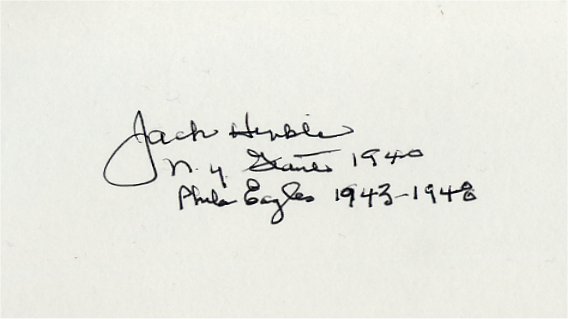 Jack Hinkle
N.Y Giants 1940
Phila Eagles 1943-1948